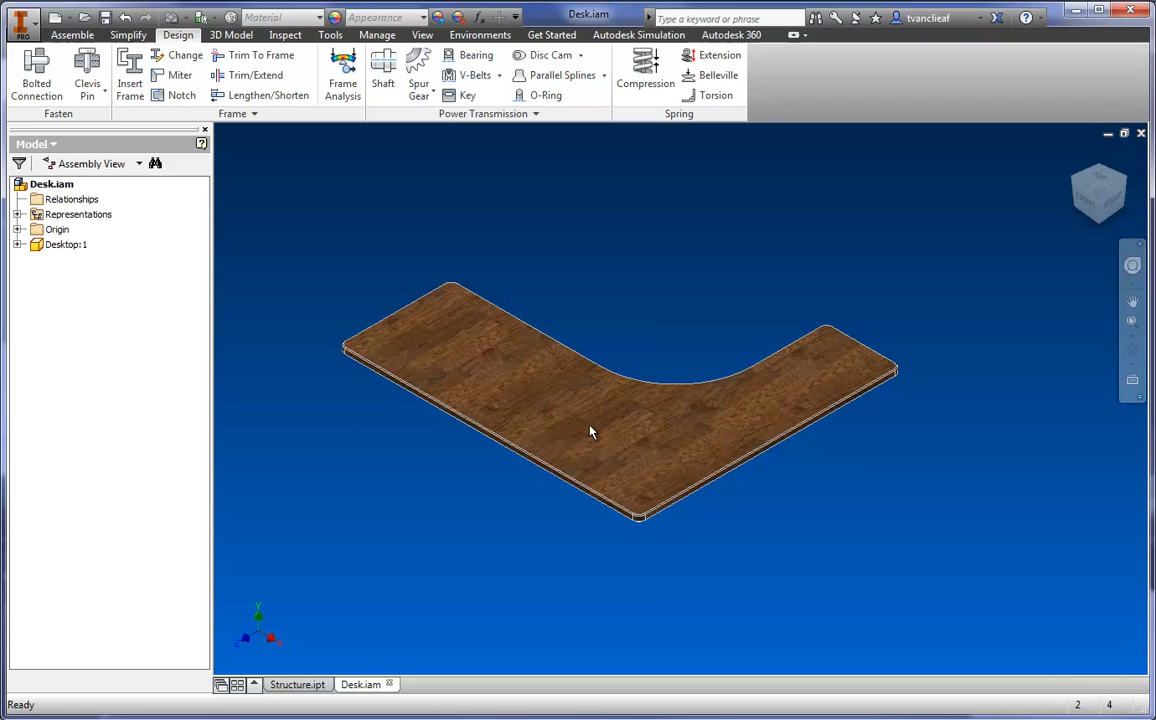 Material
Appearance
Desk.iam
Type a keyword or phrase
tvanclieaf
PRO
Assemble
Simplify
Design
3D Model
Inspect
Tools
Manage
View
Environments
Get Started
Autodesk Simulation
Autodesk 360
Bolted Connection
Clevis Pin
Insert Frame
Change
Miter
Notch
Trim To Frame
Trim/Extend
Lengthen/Shorten
Frame Analysis
Shaft
Spur Gear
Bearing
V-Belts
Key
Disc Cam
Parallel Splines
O-Ring
Compression
Extension
Belleville
Torsion
Fasten
Frame
Power Transmission
Spring
Model
Assembly View
Desk.iam
Relationships
Representations
Origin
Desktop:1
Y
Z
Structure.ipt
Desk.iam
Ready
2
4